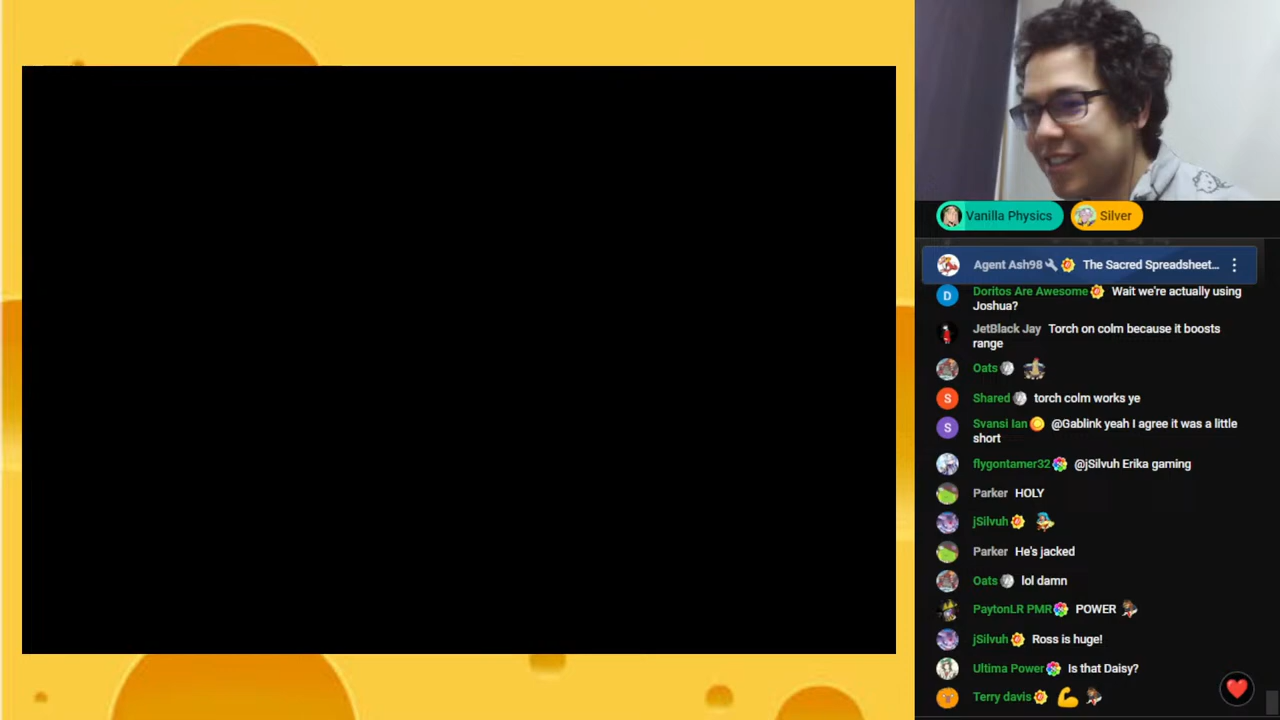 Vanilla Physics
Silver
Agent Ash98 The Sacred Spreadsheet...
Doritos Are Awesome Wait we're actually using
Joshua?
JetBlack Jay Torch on colm because it boosts
range
Oats
Shared torch colm works ye
Svansi Ian @Gablink yeah I agree it was a little
short
flygontamer32 @jSilvuh Erika gaming
Parker HOLY
jSilvuh
Parker He's jacked
Oats lol damn
PaytonLR PMR POWER
jSilvuh Ross is huge!
Ultima Power Is that Daisy?
Terry davis